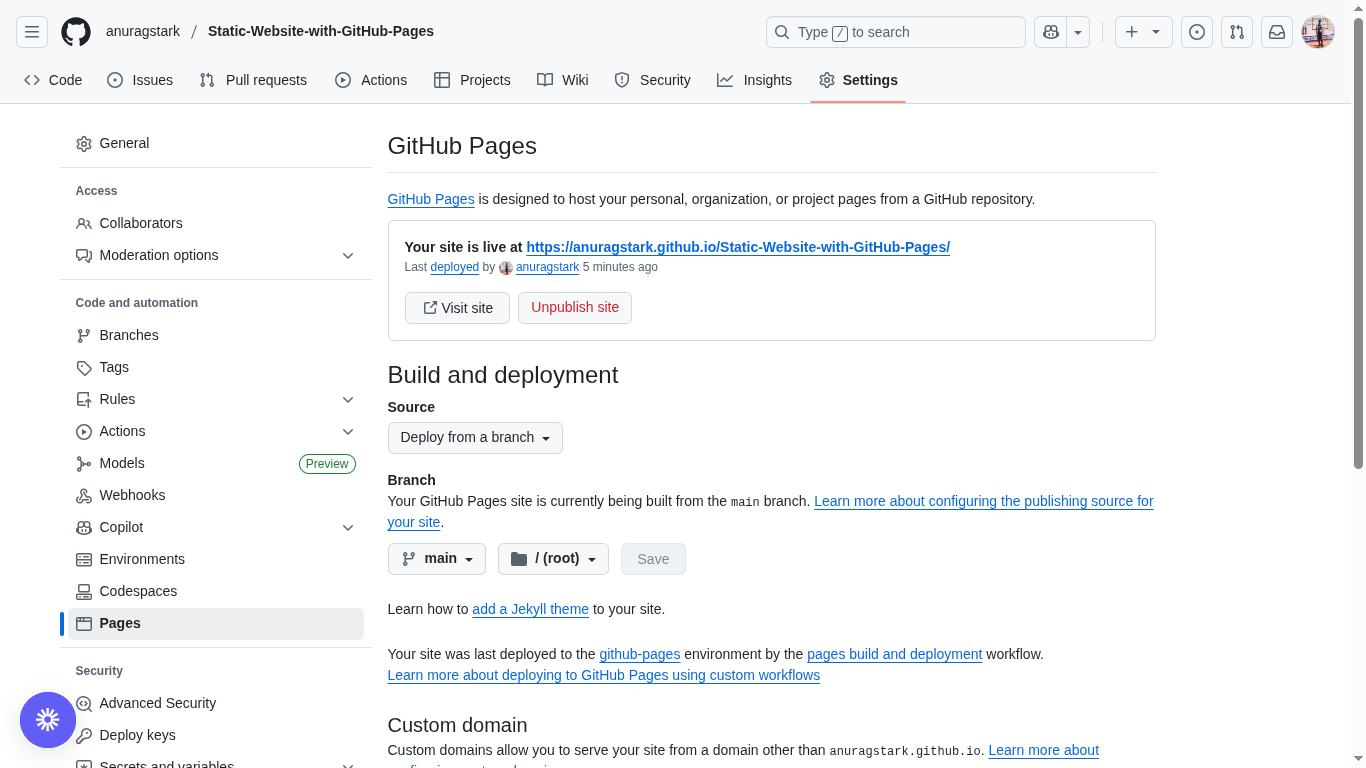 anuragstark / Static-Website-with-GitHub-Pages
Type / to search
Code
Issues
Pull requests
Actions
Projects
Wiki
Security
Insights
Settings
General
Access
Collaborators
Moderation options
Code and automation
Branches
Tags
Rules
Actions
Models
Preview
Webhooks
Copilot
Environments
Codespaces
Pages
Security
Advanced Security
Deploy keys
Secrets and variables
GitHub Pages
GitHub Pages is designed to host your personal, organization, or project pages from a GitHub repository.
Your site is live at https://anuragstark.github.io/Static-Website-with-GitHub-Pages/
Last deployed by anuragstark 5 minutes ago
Visit site
Unpublish site
Build and deployment
Source
Deploy from a branch
Branch
Your GitHub Pages site is currently being built from the main branch. Learn more about configuring the publishing source for
your site.
main
/ (root)
Save
Learn how to add a Jekyll theme to your site.
Your site was last deployed to the github-pages environment by the pages build and deployment workflow.
Learn more about deploying to GitHub Pages using custom workflows
Custom domain
Custom domains allow you to serve your site from a domain other than anuragstark.github.io. Learn more about